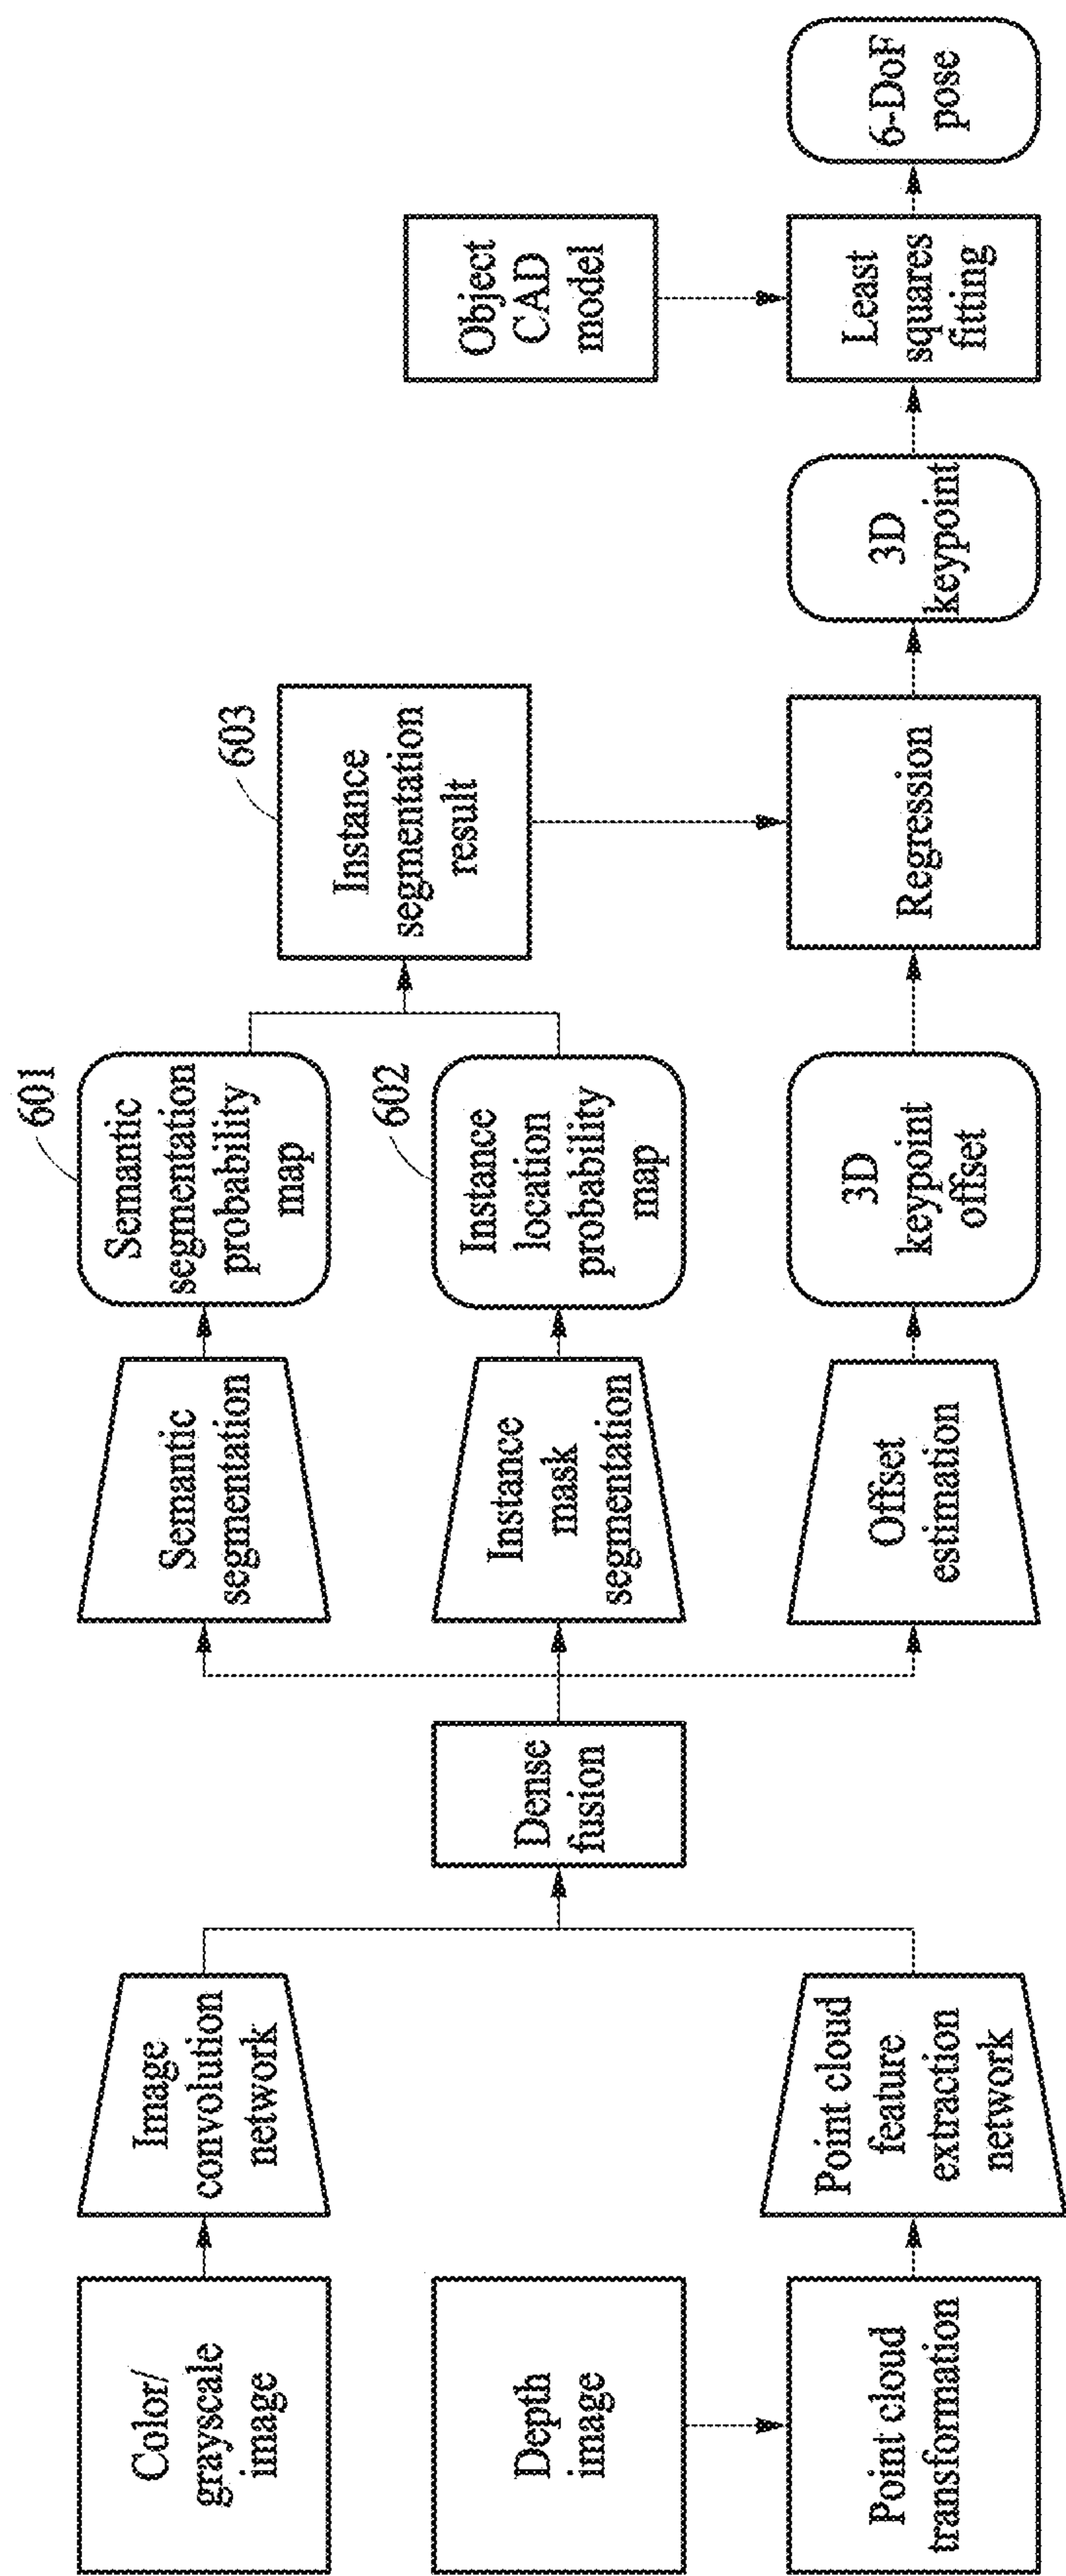 Color/
grayscale
image
Image
convolution
network
Depth
image
Point cloud
transformation
Point cloud
feature
extraction
network
Dense
fusion
Semantic
segmentation
601
Semantic
segmentation
probability
map
Instance
mask
segmentation
602
Instance
location
probability
map
Offset
estimation
3D
keypoint
offset
603
Instance
segmentation
result
Regression
3D
keypoint
Object
CAD
model
Least
squares
fitting
6-DoF
pose